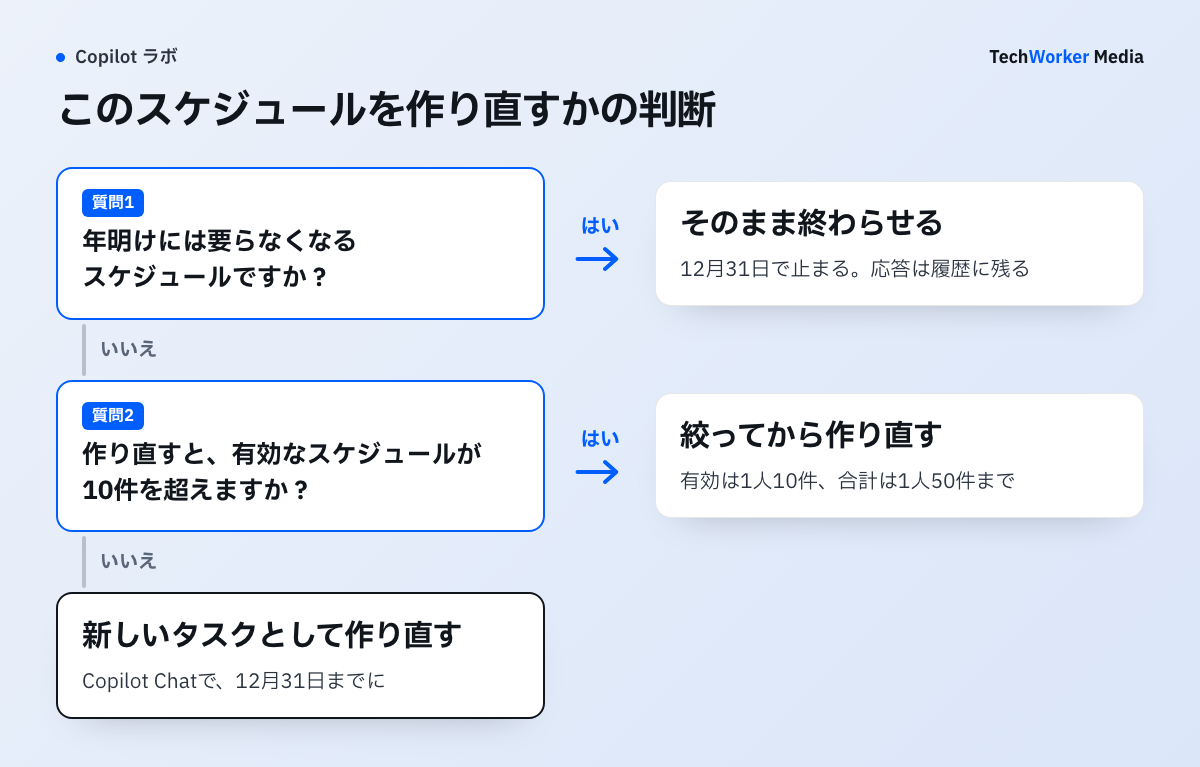 Copilot ラボ
TechWorker Media
このスケジュールを作り直すかの判断
質問1
年明けには要らなくなる
スケジュールですか？
はい
そのまま終わらせる
12月31日で止まる。応答は履歴に残る
いいえ
質問2
作り直すと、有効なスケジュールが
10件を超えますか？
はい
絞ってから作り直す
有効は1人10件、合計は1人50件まで
いいえ
新しいタスクとして作り直す
Copilot Chatで、12月31日までに